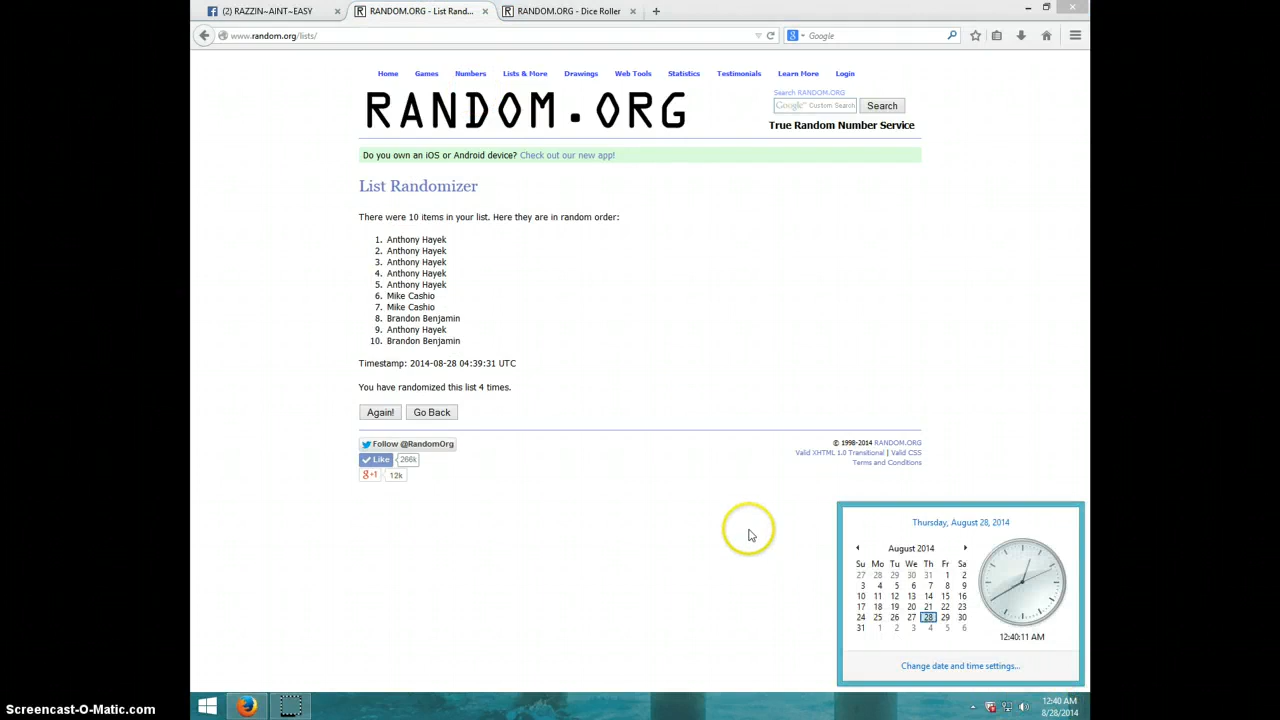 (2) RAZZIN~AINT~EASY
RANDOM.ORG - List Rand...
RANDOM.ORG - Dice Roller
www.random.org/lists/
Google
Home Games Numbers Lists & More Drawings Web Tools Statistics Testimonials Learn More Login
RANDOM.ORG
Search RANDOM.ORG
Google™ Custom Search
Search
True Random Number Service
Do you own an iOS or Android device? Check out our new app!
List Randomizer
There were 10 items in your list. Here they are in random order:
1. Anthony Hayek
2. Anthony Hayek
3. Anthony Hayek
4. Anthony Hayek
5. Anthony Hayek
6. Mike Cashio
7. Mike Cashio
8. Brandon Benjamin
9. Anthony Hayek
10. Brandon Benjamin
Timestamp: 2014-08-28 04:39:31 UTC
You have randomized this list 4 times.
Again! Go Back
Follow @RandomOrg
Like 266k
g+1 12k
© 1998-2014 RANDOM.ORG
Valid XHTML 1.0 Transitional | Valid CSS
Terms and Conditions
Thursday, August 28, 2014
August 2014
Su Mo Tu We Th Fr Sa
27 28 29 30 31 1 2
3 4 5 6 7 8 9
10 11 12 13 14 15 16
17 18 19 20 21 22 23
24 25 26 27 28 29 30
31 1 2 3 4 5 6
12:40:11 AM
Change date and time settings...
12:40 AM
8/28/2014
Screencast-O-Matic.com